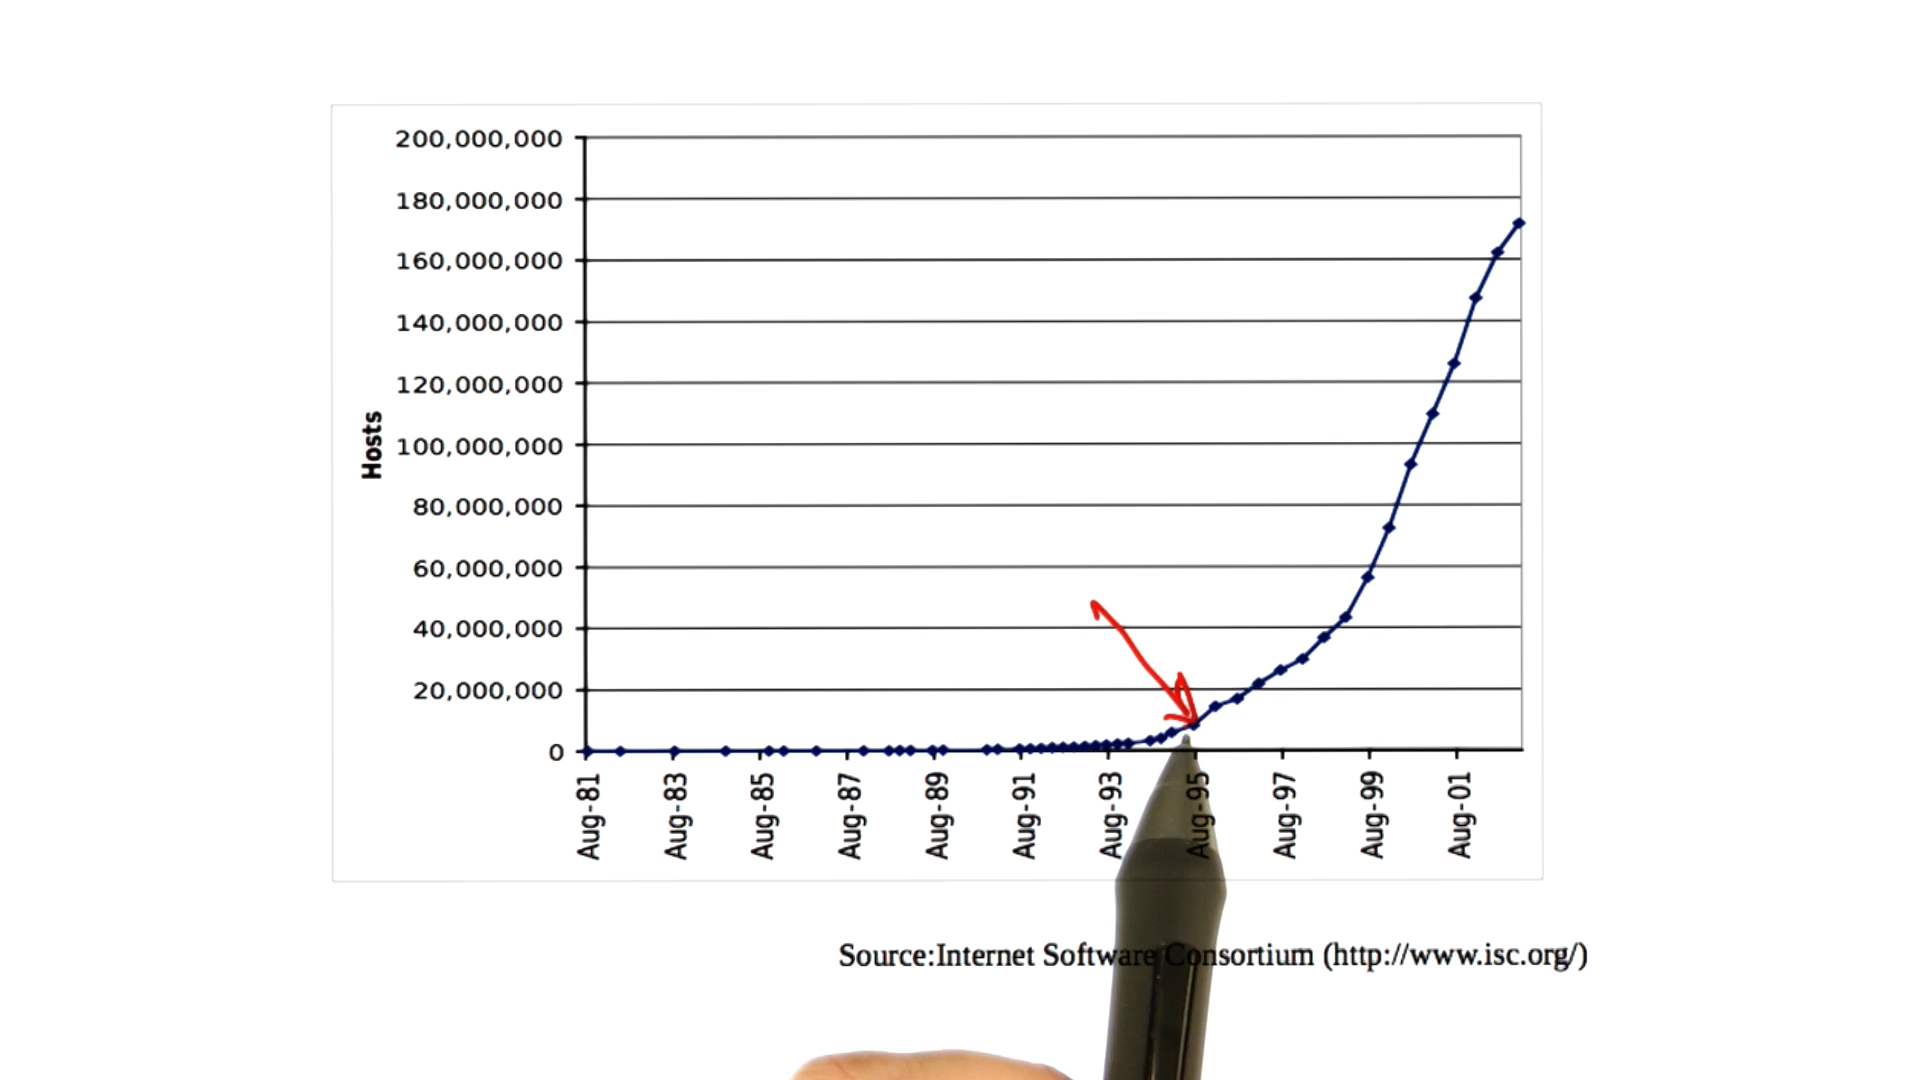 200,000,000
180,000,000
160,000,000
140,000,000
120,000,000
100,000,000
80,000,000
60,000,000
40,000,000
20,000,000
0
Hosts
Aug-81
Aug-83
Aug-85
Aug-87
Aug-89
Aug-91
Aug-93
Aug-95
Aug-97
Aug-99
Aug-01
Source:Internet Software Consortium (http://www.isc.org/)